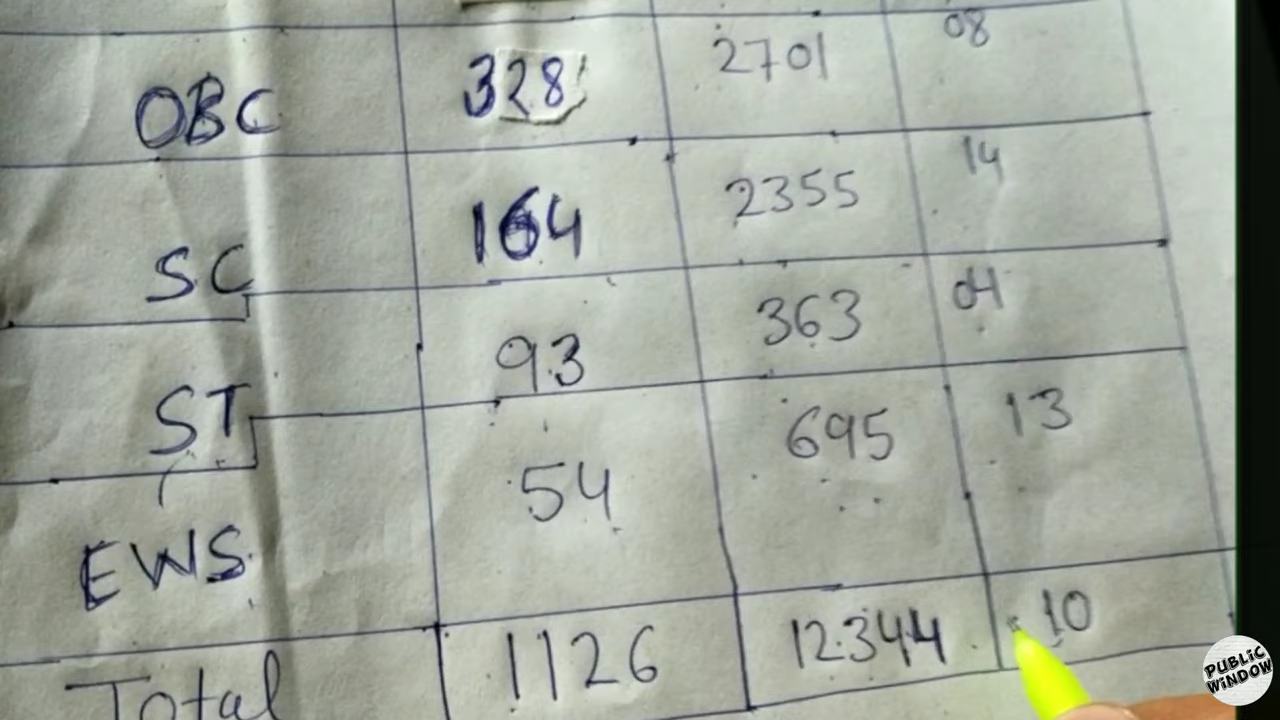 OBC 328 2701 08
SC 164 2355 14
ST 93 363 04
EWS 54 695 13
Total 1126 12344 10
PUBLIC
WINDOW